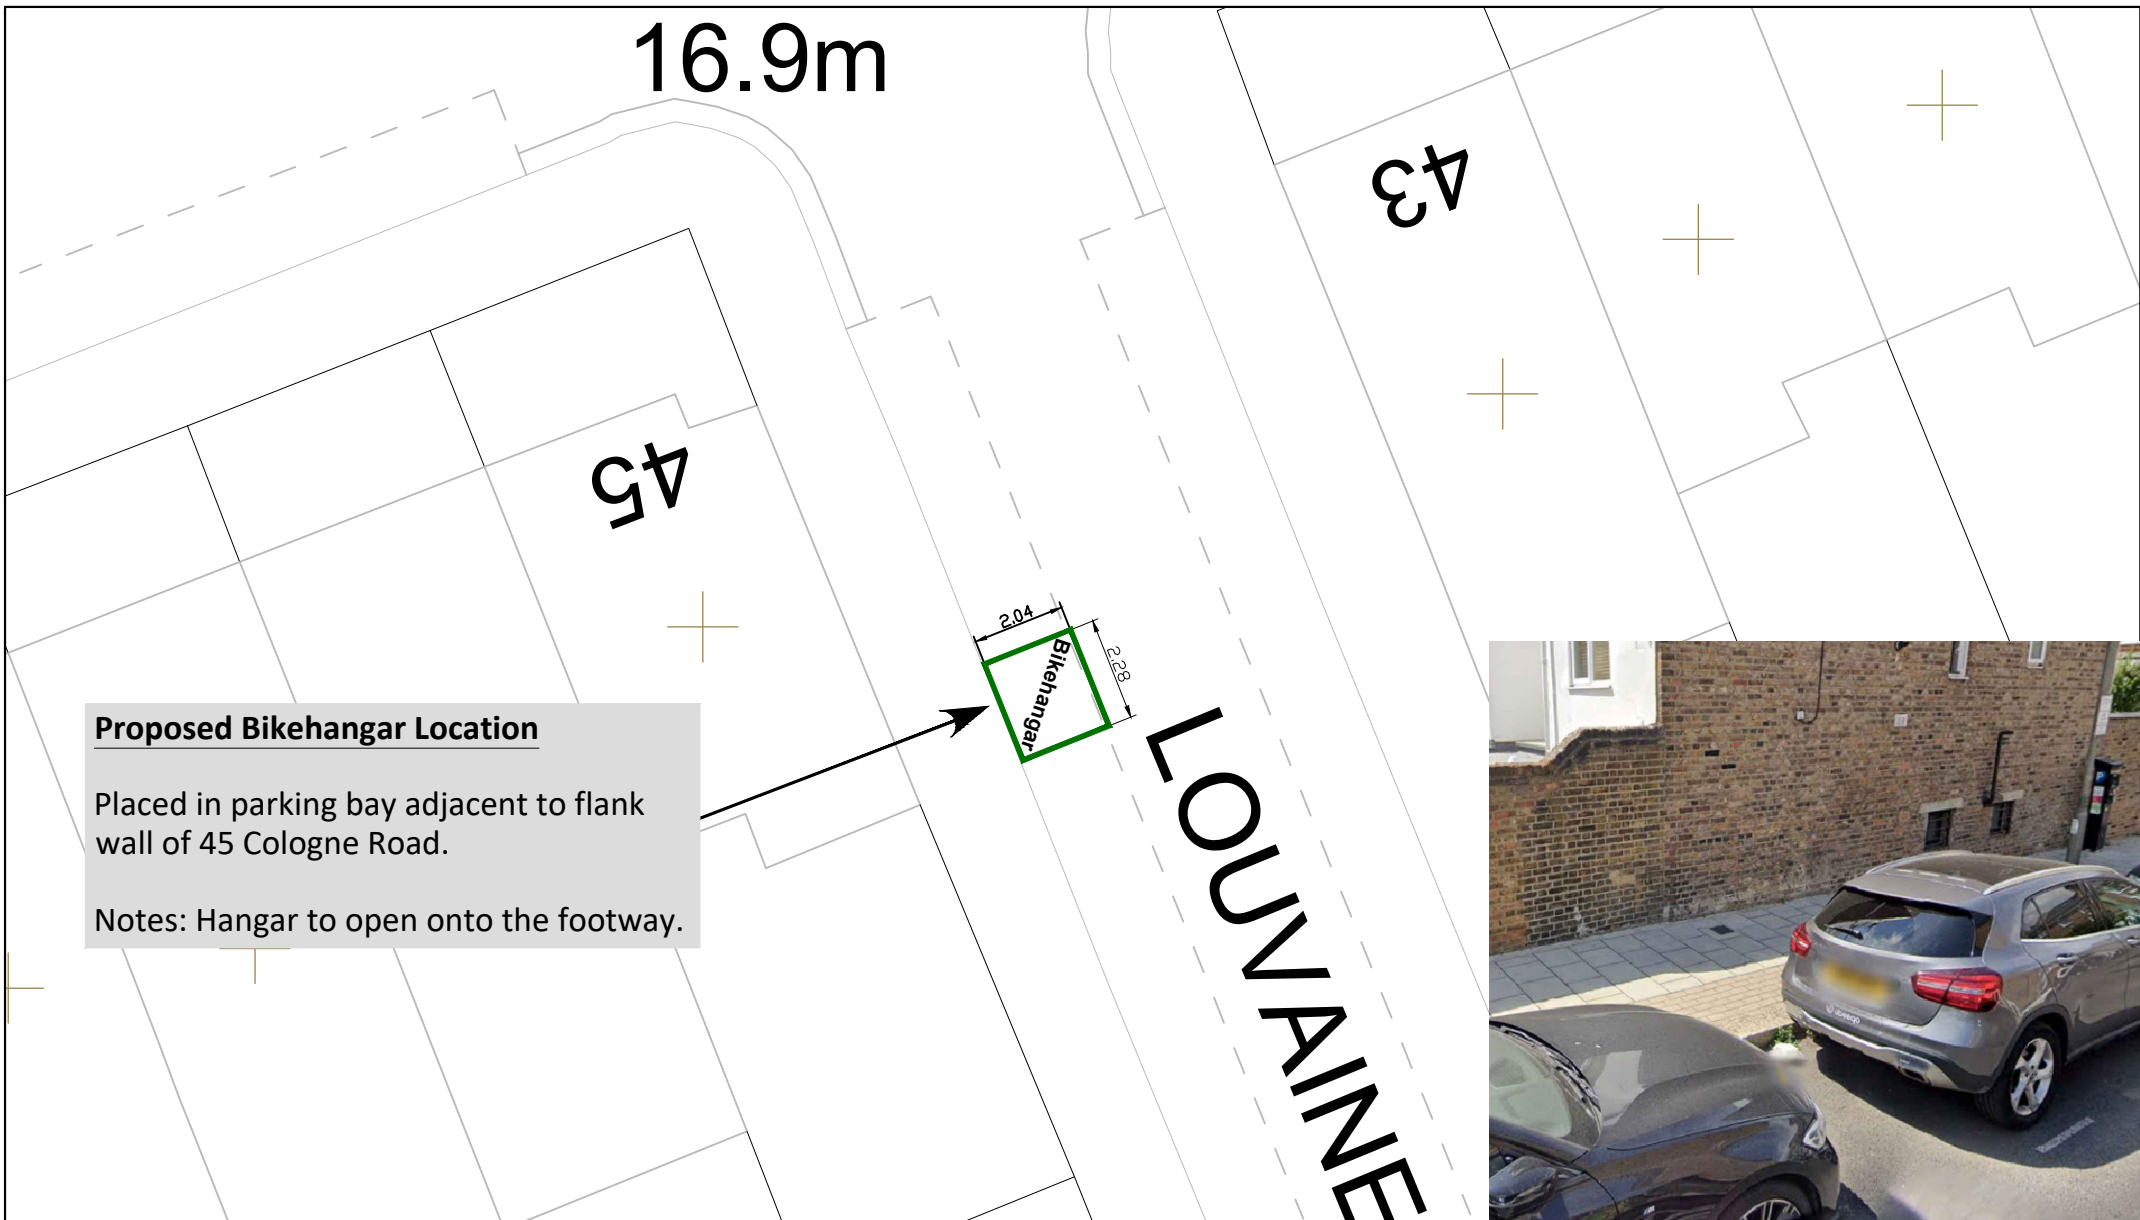 16.9m
43
45
2.04
2.28
Bikehangar
Proposed Bikehangar Location
Placed in parking bay adjacent to flank
wall of 45 Cologne Road.
Notes: Hangar to open onto the footway.
LOUVAINE
ubeeqo